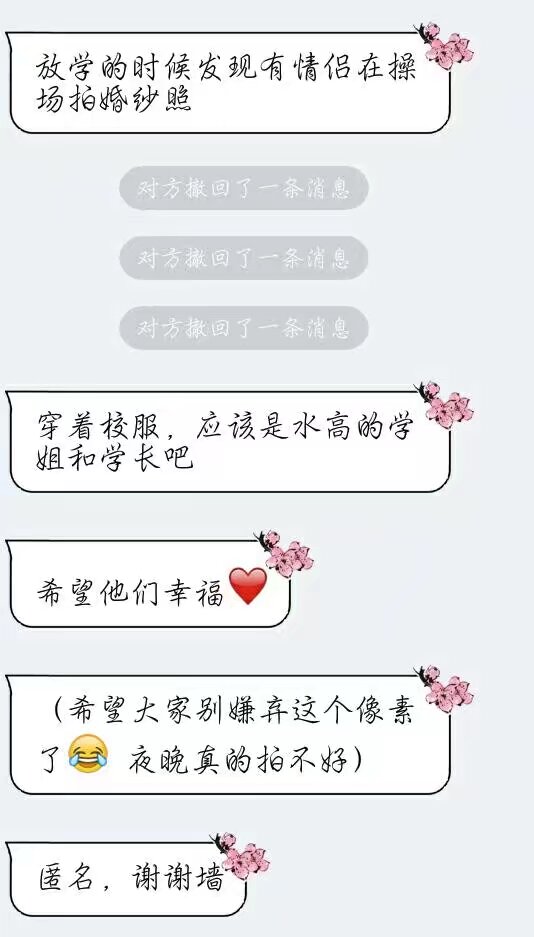 放学的时候发现有情侣在操
场拍婚纱照
对方撤回了一条消息
对方撤回了一条消息
对方撤回了一条消息
穿着校服，应该是水高的学
姐和学长吧
希望他们幸福❤️
（希望大家别嫌弃这个像素
了😂 夜晚真的拍不好）
匿名，谢谢墙